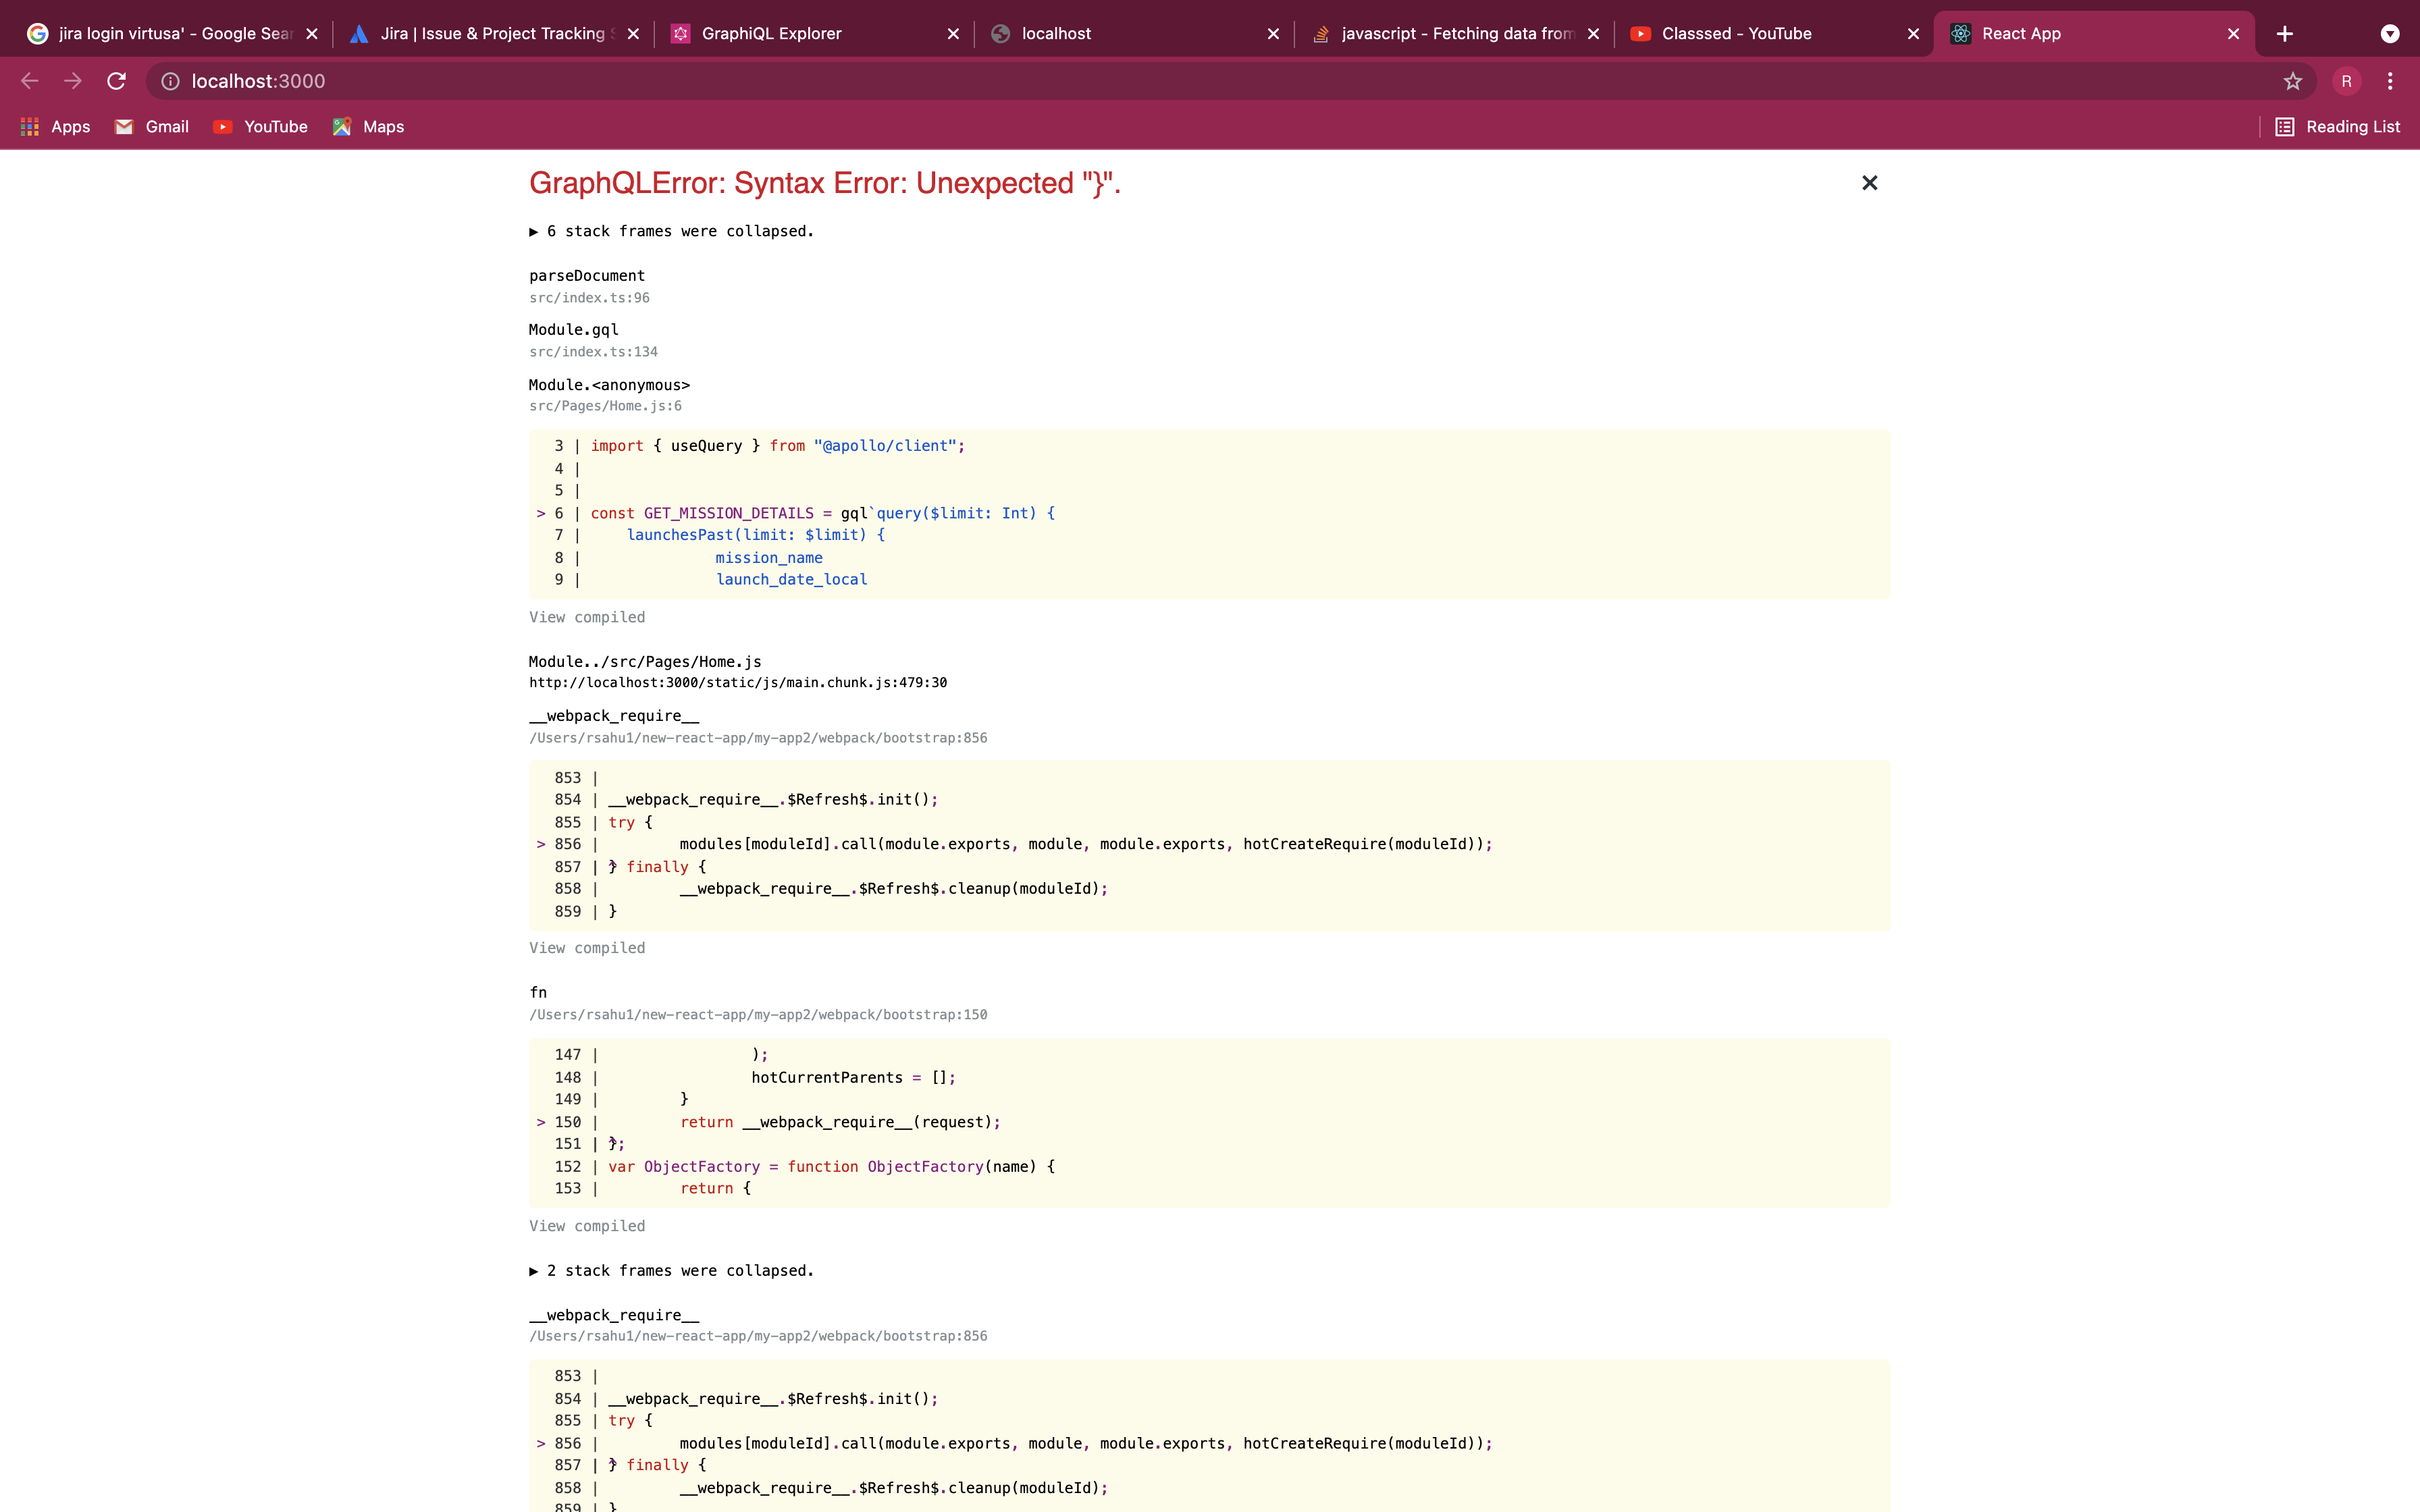 jira login virtusa' - Google Sear
Jira | Issue & Project Tracking S
GraphiQL Explorer
localhost
javascript - Fetching data from
Classsed - YouTube
React App
localhost:3000
R
Apps
Gmail
YouTube
Maps
Reading List
GraphQLError: Syntax Error: Unexpected "}".
▶ 6 stack frames were collapsed.
parseDocument
src/index.ts:96
Module.gql
src/index.ts:134
Module.<anonymous>
src/Pages/Home.js:6
3 | import { useQuery } from "@apollo/client";
4 |
5 |
> 6 | const GET_MISSION_DETAILS = gql`query($limit: Int) {
7 | launchesPast(limit: $limit) {
8 | mission_name
9 | launch_date_local
View compiled
Module../src/Pages/Home.js
http://localhost:3000/static/js/main.chunk.js:479:30
__webpack_require__
/Users/rsahu1/new-react-app/my-app2/webpack/bootstrap:856
853 |
854 | __webpack_require__.$Refresh$.init();
855 | try {
> 856 | modules[moduleId].call(module.exports, module, module.exports, hotCreateRequire(moduleId));
857 | } finally {
858 | __webpack_require__.$Refresh$.cleanup(moduleId);
859 | }
View compiled
fn
/Users/rsahu1/new-react-app/my-app2/webpack/bootstrap:150
147 | );
148 | hotCurrentParents = [];
149 | }
> 150 | return __webpack_require__(request);
151 | };
152 | var ObjectFactory = function ObjectFactory(name) {
153 | return {
View compiled
▶ 2 stack frames were collapsed.
__webpack_require__
/Users/rsahu1/new-react-app/my-app2/webpack/bootstrap:856
853 |
854 | __webpack_require__.$Refresh$.init();
855 | try {
> 856 | modules[moduleId].call(module.exports, module, module.exports, hotCreateRequire(moduleId));
857 | } finally {
858 | __webpack_require__.$Refresh$.cleanup(moduleId);
859 | }